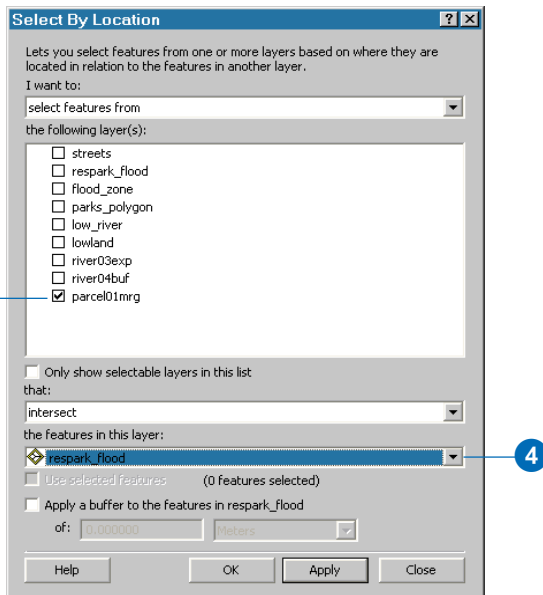 Select By Location
Lets you select features from one or more layers based on where they are
located in relation to the features in another layer.
I want to:
select features from
the following layer(s):
streets
respark_flood
flood_zone
parks_polygon
low_river
lowland
river03exp
river04buf
parcel01mrg
Only show selectable layers in this list
that:
intersect
the features in this layer:
respark_flood
4
Use selected features (0 features selected)
Apply a buffer to the features in respark_flood
of: 0.000000 Meters
Help OK Apply Close